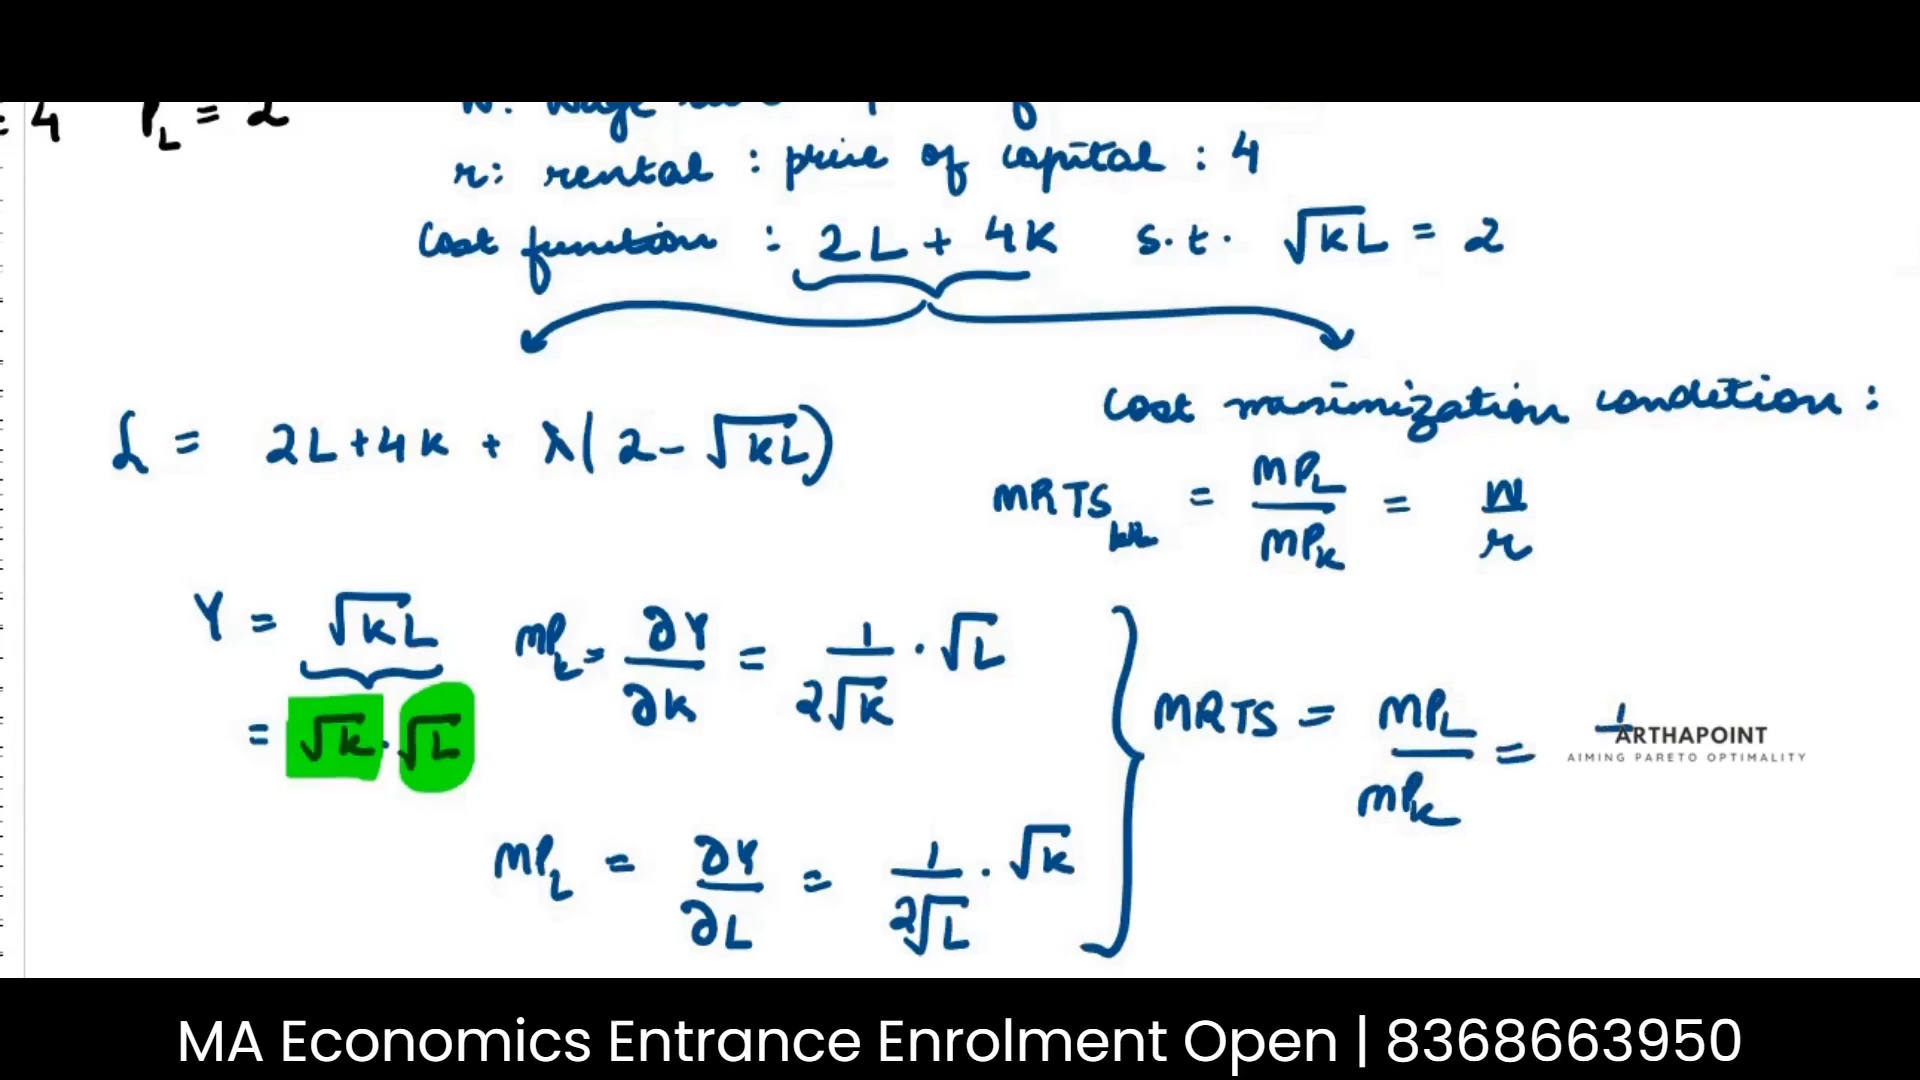 = 4 P_L = 2
r: rental : price of capital : 4
Cost function : 2L + 4K s.t. √KL = 2
Cost maximization condition :
ℒ = 2L + 4K + λ(2 - √KL)
MRTS = MP_L / MP_K = W / r
Y = √KL
= √K . √L
MP_K = ∂Y / ∂K = 1 / 2√K . √L
MP_L = ∂Y / ∂L = 1 / 2√L . √K
MRTS = MP_L / MP_K = 1
ARTHAPOINT
AIMING PARETO OPTIMALITY
MA Economics Entrance Enrolment Open | 8368663950